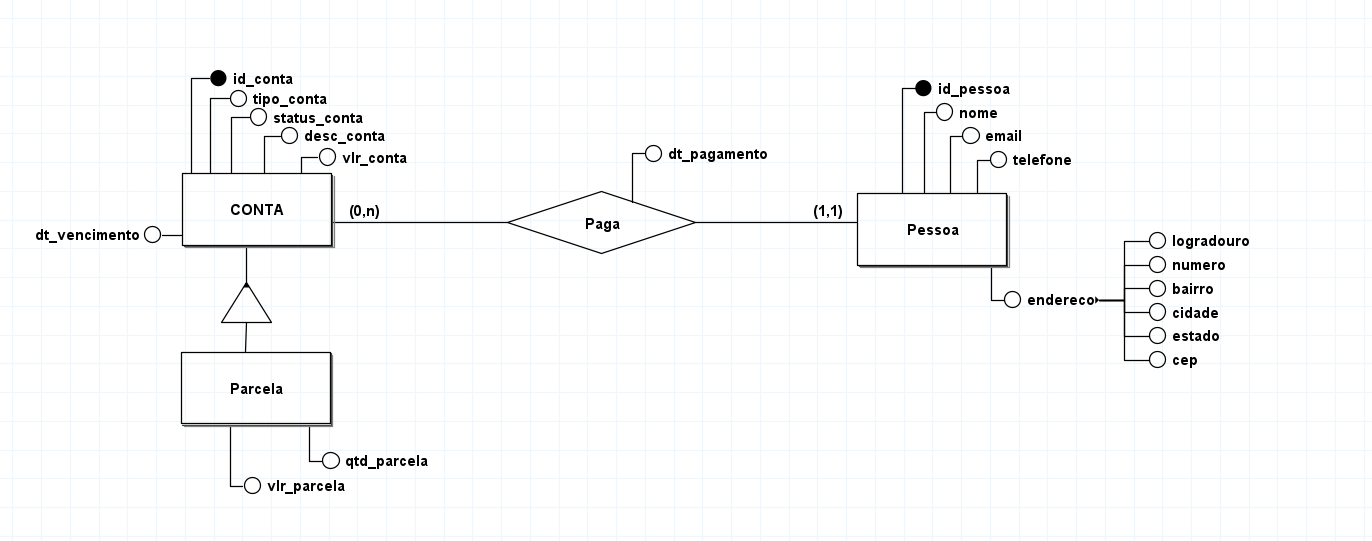 id_conta
tipo_conta
status_conta
desc_conta
vlr_conta
CONTA
dt_vencimento
(0,n)
dt_pagamento
Paga
(1,1)
id_pessoa
nome
email
telefone
Pessoa
endereco
logradouro
numero
bairro
cidade
estado
cep
Parcela
qtd_parcela
vlr_parcela